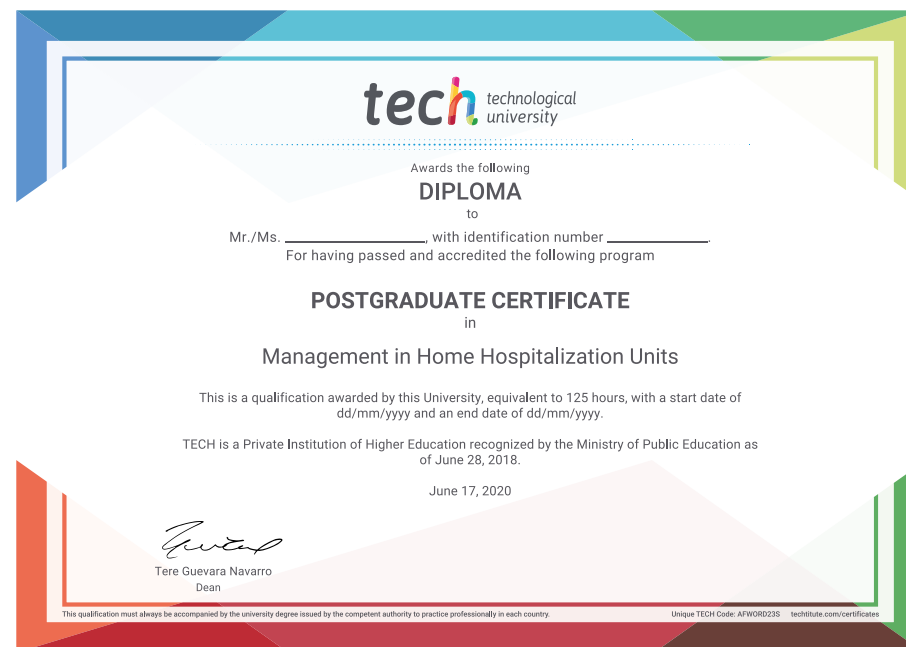 tech technological
university
Awards the following
DIPLOMA
to
Mr./Ms. ____________________, with identification number ______________.
For having passed and accredited the following program
POSTGRADUATE CERTIFICATE
in
Management in Home Hospitalization Units
This is a qualification awarded by this University, equivalent to 125 hours, with a start date of
dd/mm/yyyy and an end date of dd/mm/yyyy.
TECH is a Private Institution of Higher Education recognized by the Ministry of Public Education as
of June 28, 2018.
June 17, 2020
Tere Guevara Navarro
Dean
This qualification must always be accompanied by the university degree issued by the competent authority to practice professionally in each country. Unique TECH Code: AFWORD23S techtitute.com/certificates